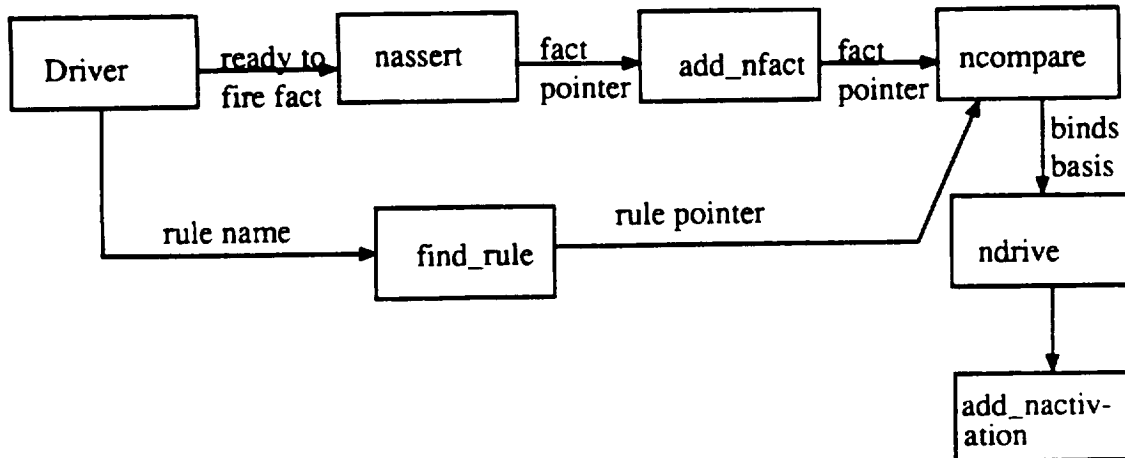 Driver
ready to
fire fact
nassert
fact
pointer
add_nfact
fact
pointer
ncompare
binds
basis
rule name
find_rule
rule pointer
ndrive
add_nactiv-
ation